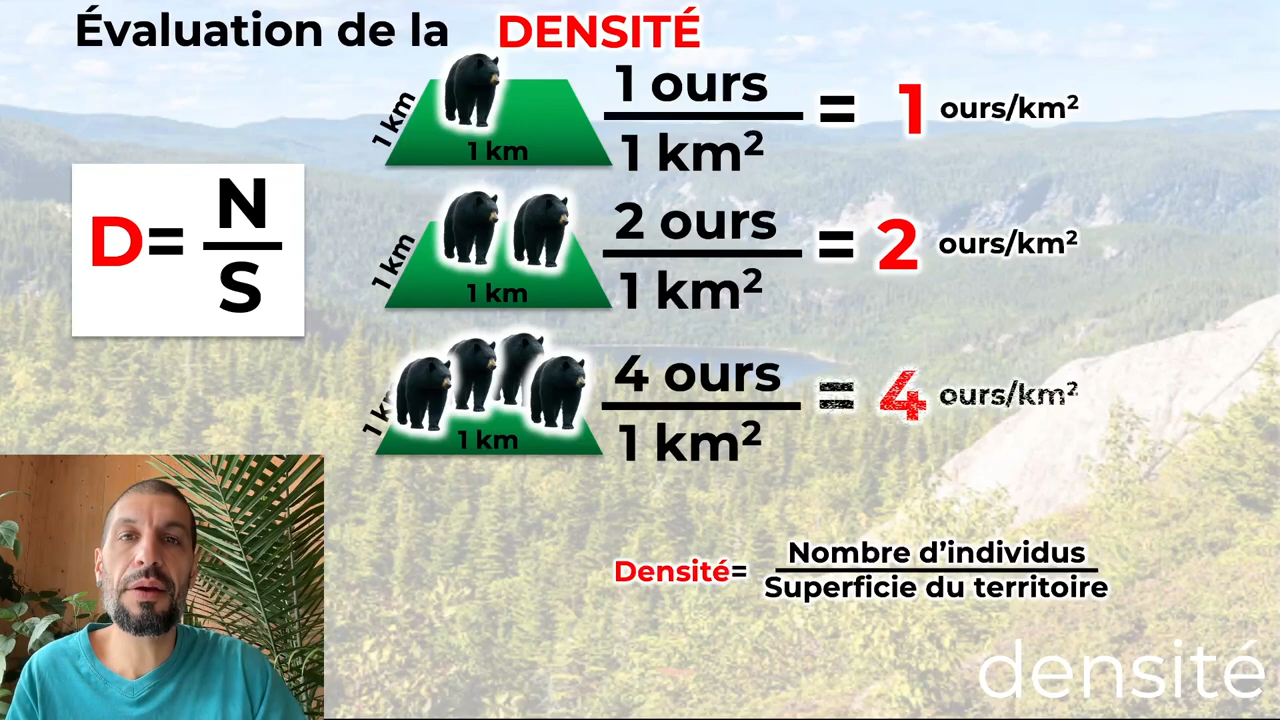 Évaluation de la DENSITÉ
1 km
1 km
1 ours
1 km²
= 1 ours/km²
D=
N
S
1 km
1 km
2 ours
1 km²
= 2 ours/km²
1 k
1 km
4 ours
1 km²
= 4 ours/km²
Densité=
Nombre d’individus
Superficie du territoire
densité